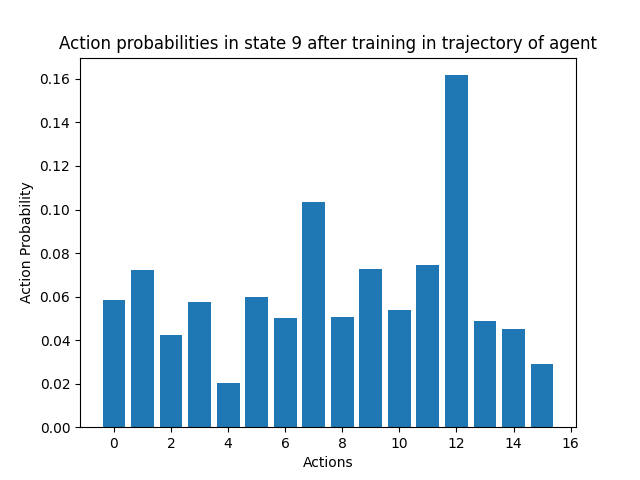 Action probabilities in state 9 after training in trajectory of agent
0.16
0.14
0.12
0.10
0.08
0.06
0.04
0.02
0.00
Action Probability
0 2 4 6 8 10 12 14 16
Actions